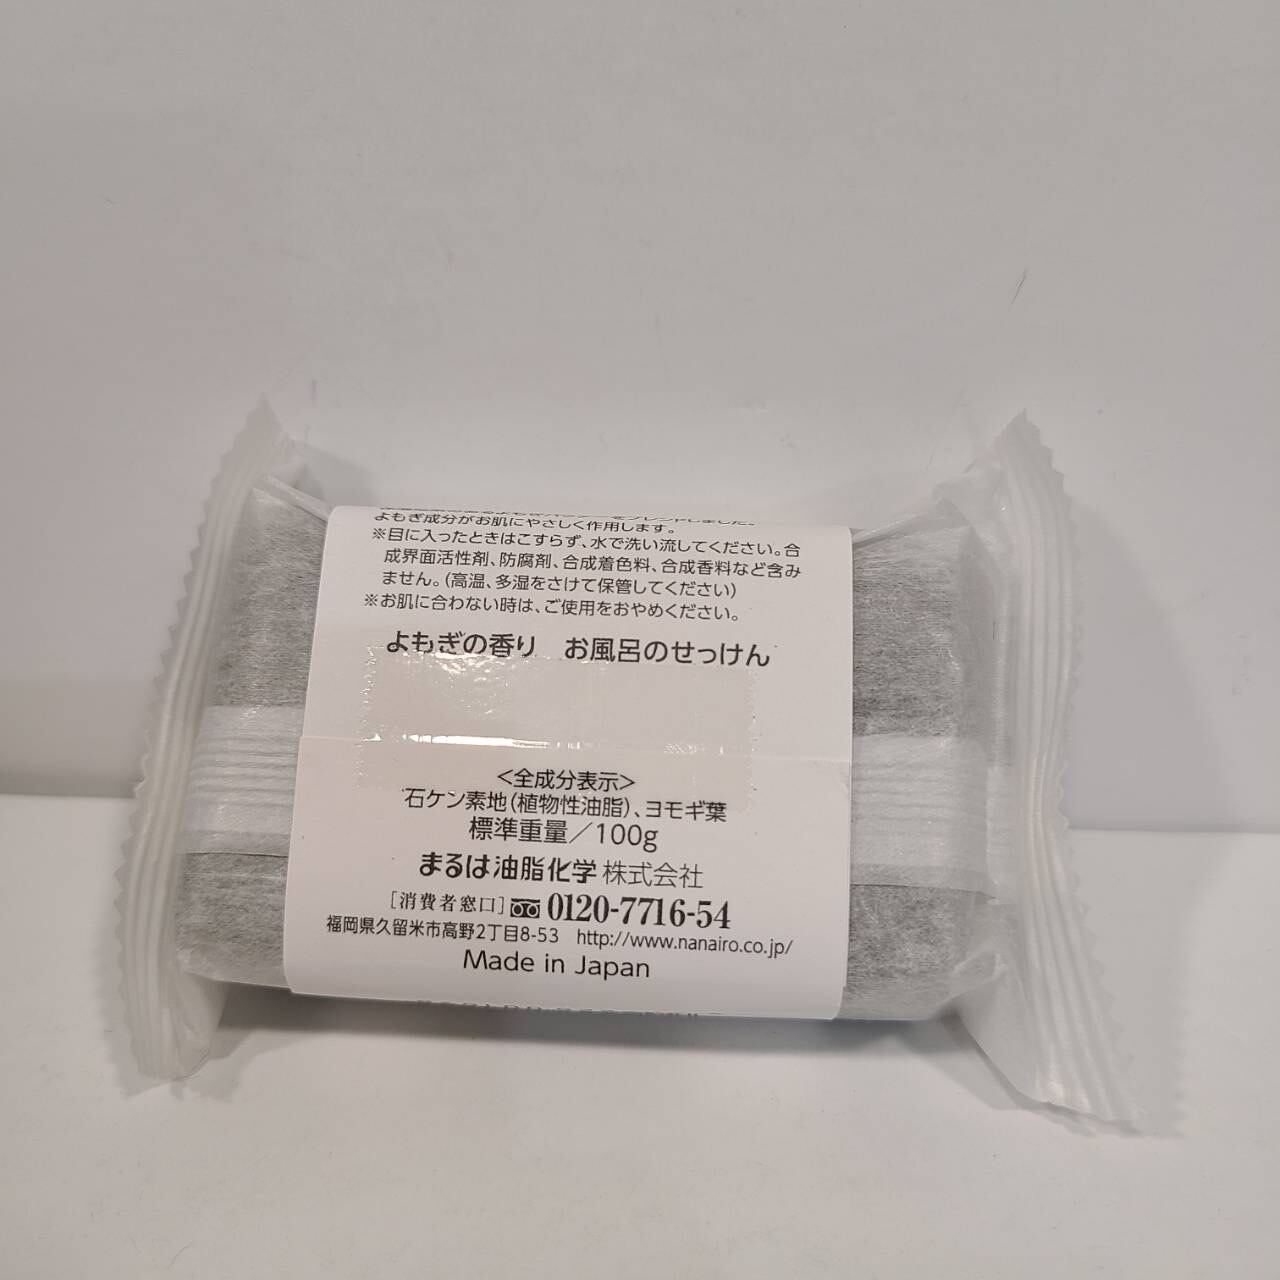 よもぎ成分がお肌にやさしく作用します。
※目に入ったときはこすらず、水で洗い流してください。合
成界面活性剤、防腐剤、合成着色料、合成香料など含み
ません。(高温、多湿をさけて保管してください)
※お肌に合わない時は、ご使用をおやめください。
よもぎの香り お風呂のせっけん
<全成分表示>
石ケン素地(植物性油脂)、ヨモギ葉
標準重量/100g
まるは油脂化学株式会社
[消費者窓口] 0120-7716-54
福岡県久留米市高野2丁目8-53 http://www.nanairo.co.jp/
Made in Japan